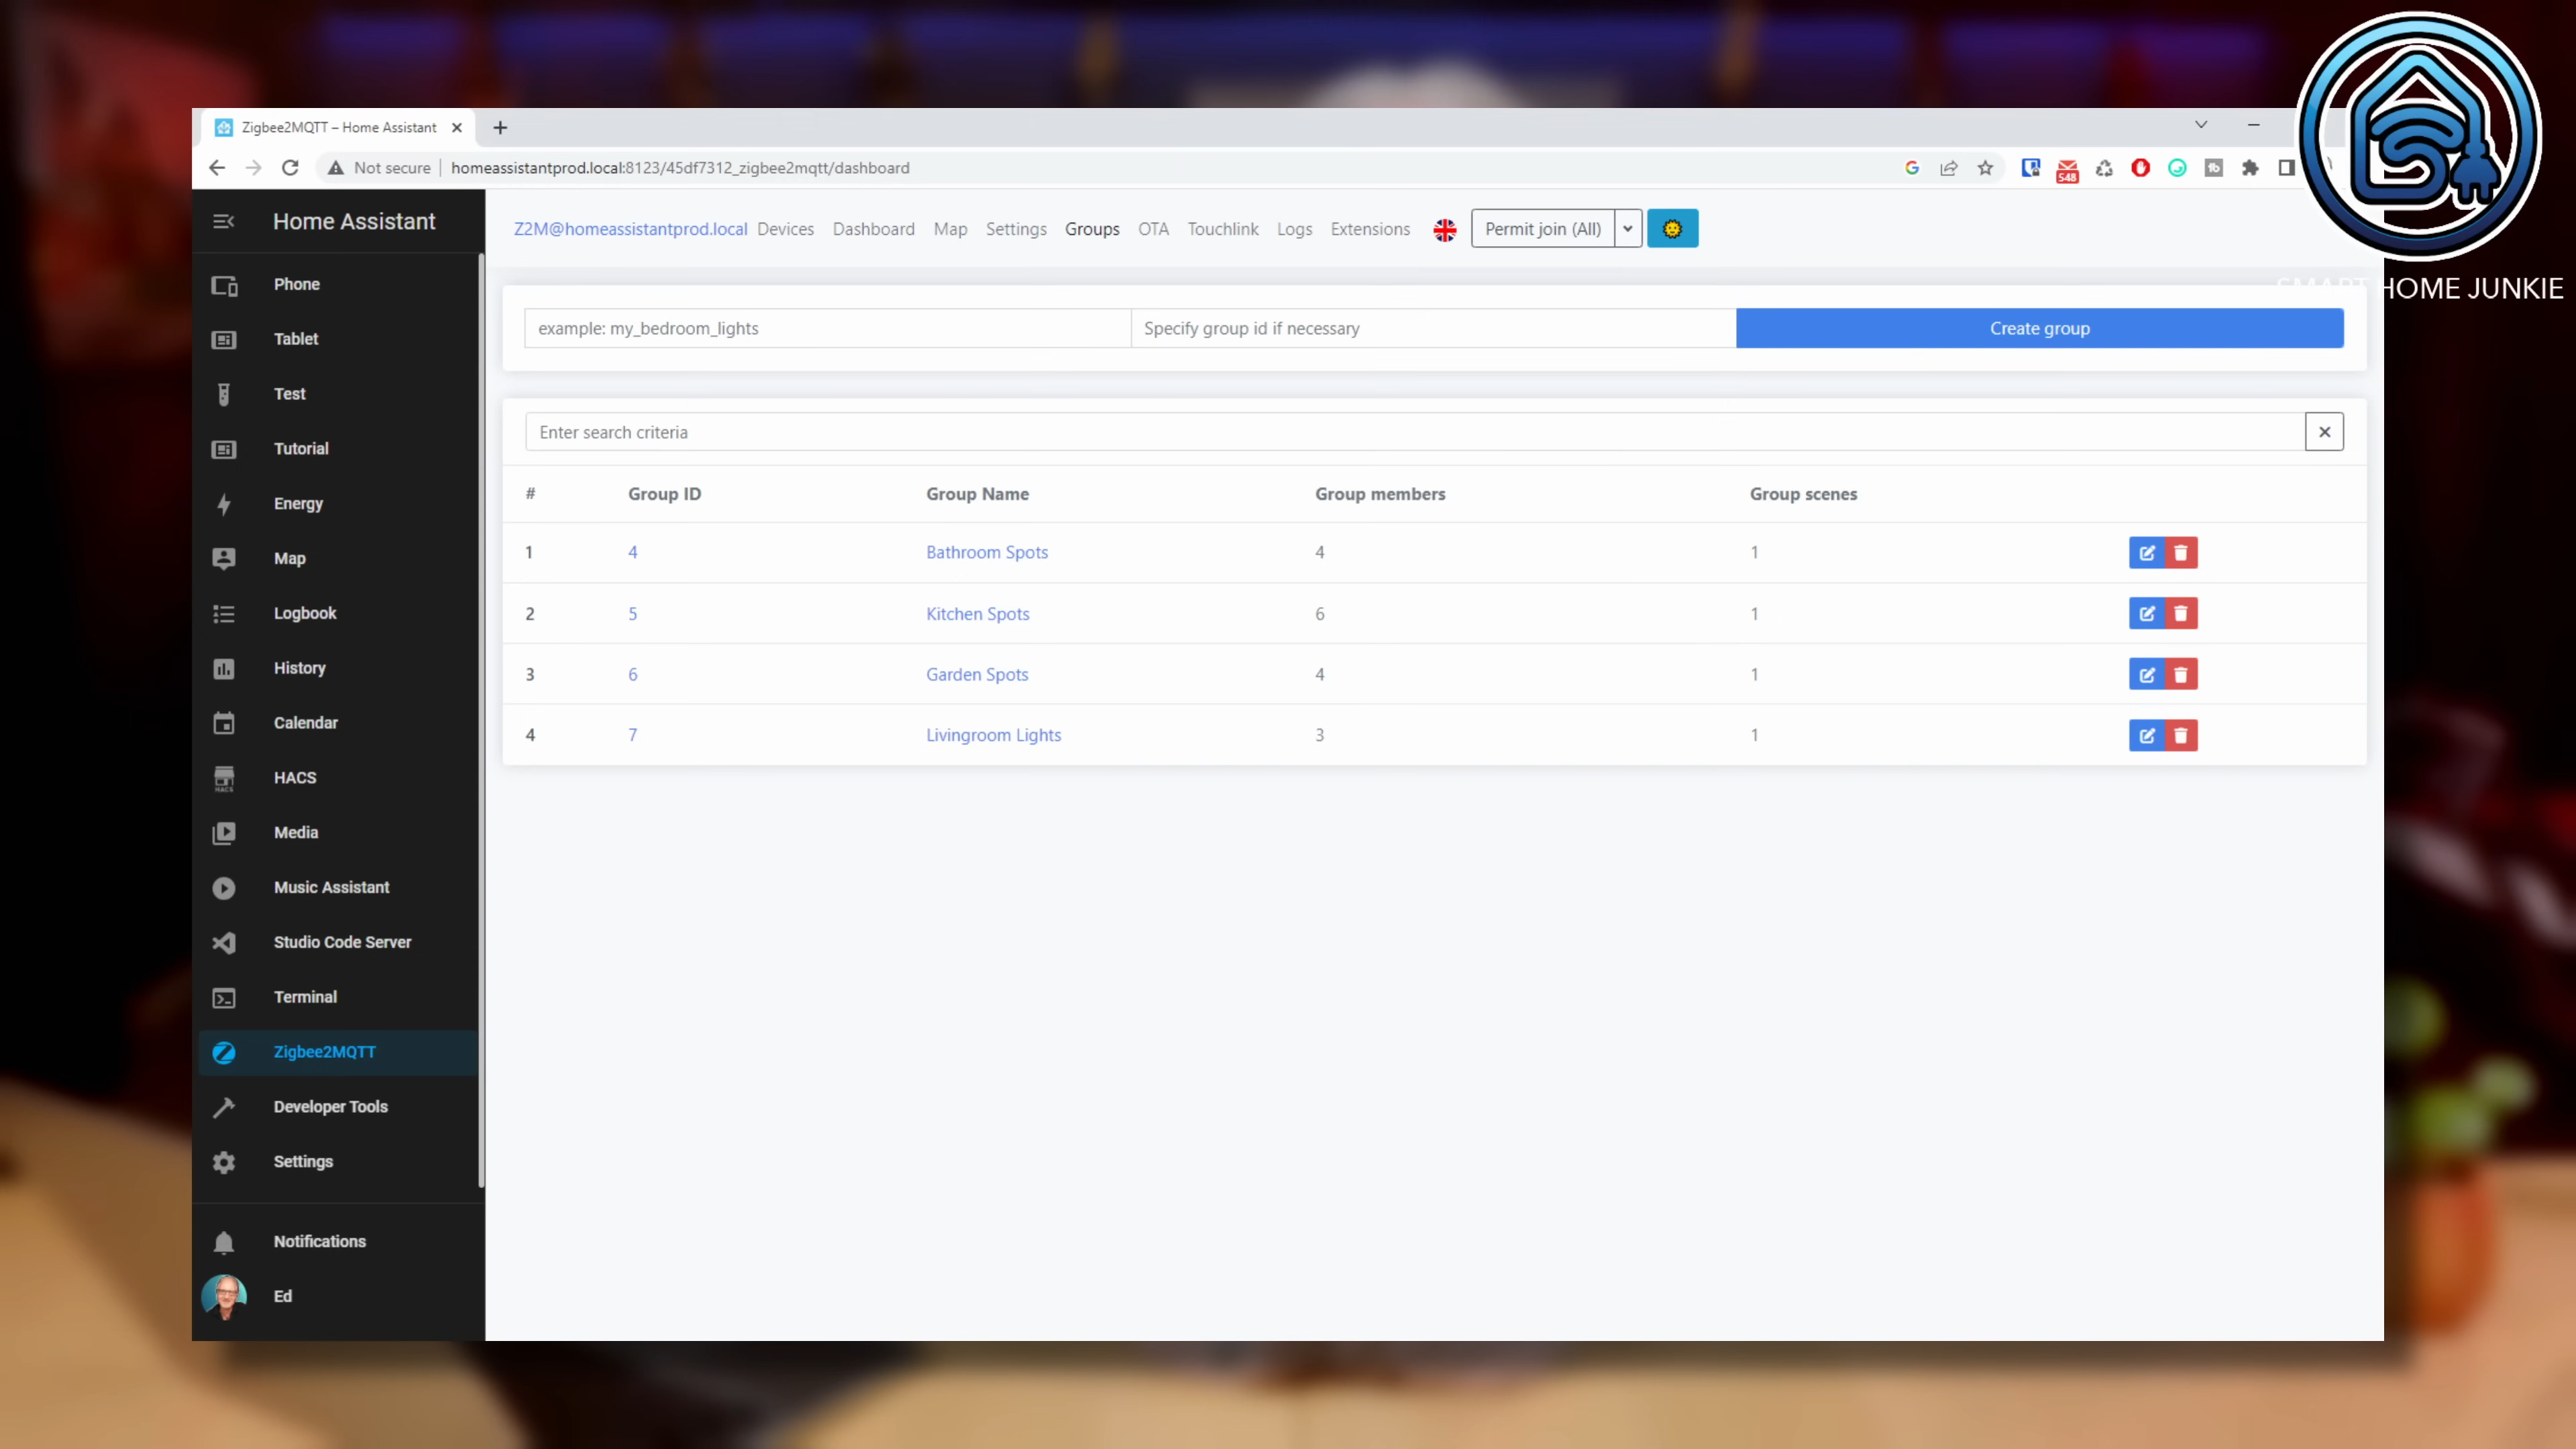 Zigbee2MQTT – Home Assistant
Not secure
homeassistantprod.local:8123/45df7312_zigbee2mqtt/dashboard
548
HOME JUNKIE
Home Assistant
Phone
Tablet
Test
Tutorial
Energy
Map
Logbook
History
Calendar
HACS
HACS
Media
Music Assistant
Studio Code Server
Terminal
Zigbee2MQTT
Developer Tools
Settings
Notifications
Ed
Z2M@homeassistantprod.local Devices Dashboard Map Settings Groups OTA Touchlink Logs Extensions Permit join (All)
example: my_bedroom_lights Specify group id if necessary Create group
Enter search criteria
# Group ID Group Name Group members Group scenes
1 4 Bathroom Spots 4 1
2 5 Kitchen Spots 6 1
3 6 Garden Spots 4 1
4 7 Livingroom Lights 3 1